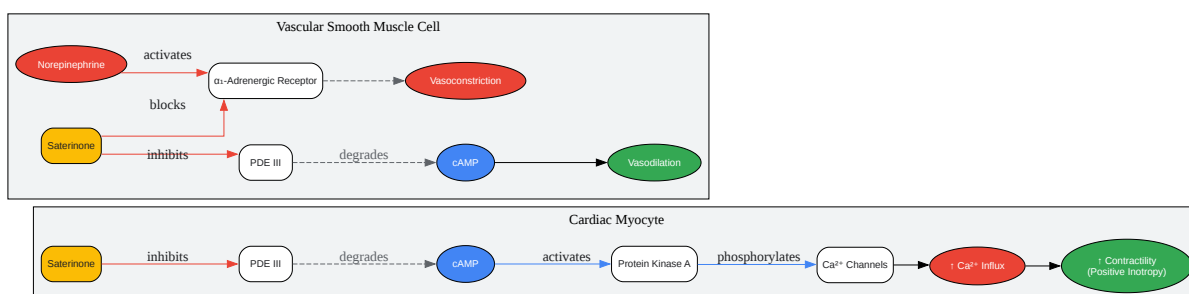 Vascular Smooth Muscle Cell
Norepinephrine
activates
α₁-Adrenergic Receptor
Vasoconstriction
blocks
Saterinone
inhibits
PDE III
degrades
cAMP
Vasodilation
Cardiac Myocyte
Saterinone
inhibits
PDE III
degrades
cAMP
activates
Protein Kinase A
phosphorylates
Ca²⁺ Channels
↑ Ca²⁺ Influx
↑ Contractility
(Positive Inotropy)